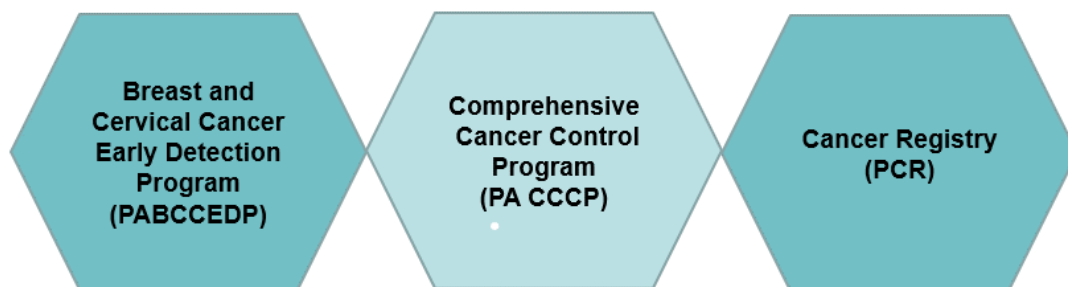 Breast and
Cervical Cancer
Early Detection
Program
(PABCCEDP)
Comprehensive
Cancer Control
Program
(PA CCCP)
Cancer Registry
(PCR)